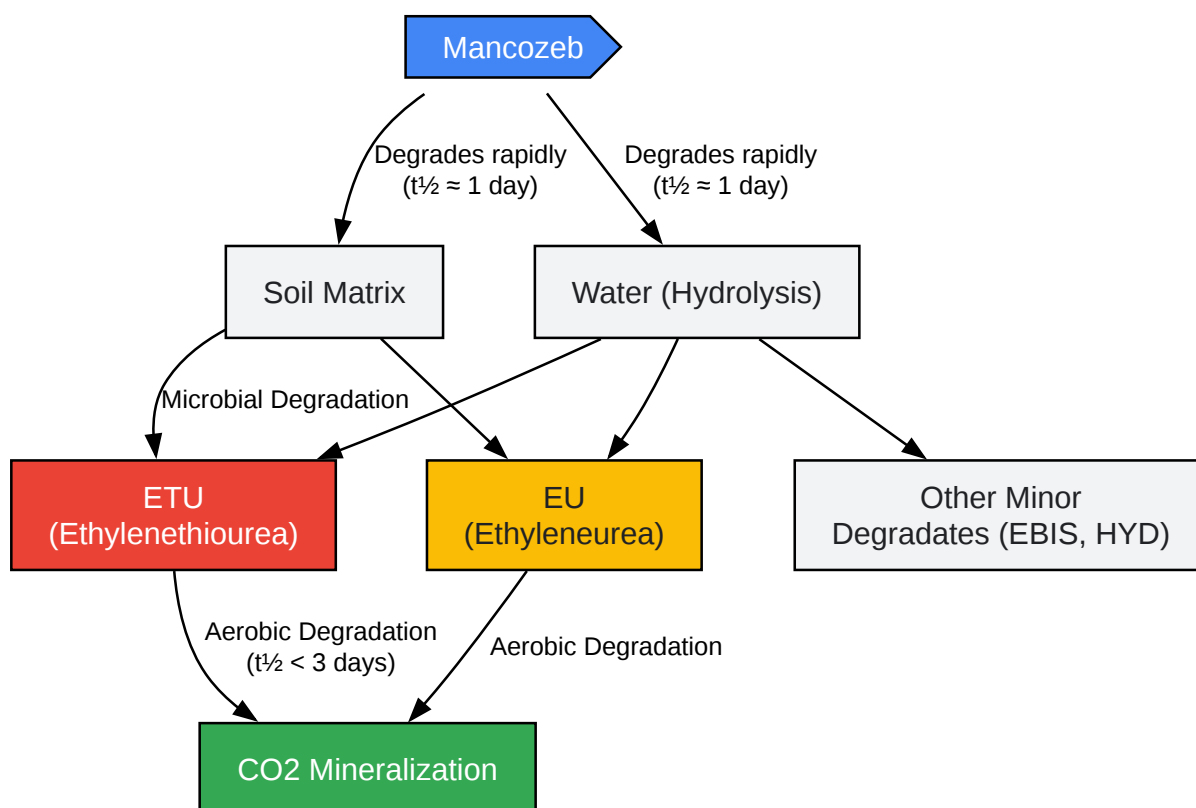 Mancozeb
Degrades rapidly
(t½ ≈ 1 day)
Degrades rapidly
(t½ ≈ 1 day)
Soil Matrix
Water (Hydrolysis)
Microbial Degradation
ETU
(Ethylenethiourea)
EU
(Ethyleneurea)
Other Minor
Degradates (EBIS, HYD)
Aerobic Degradation
(t½ < 3 days)
Aerobic Degradation
CO2 Mineralization